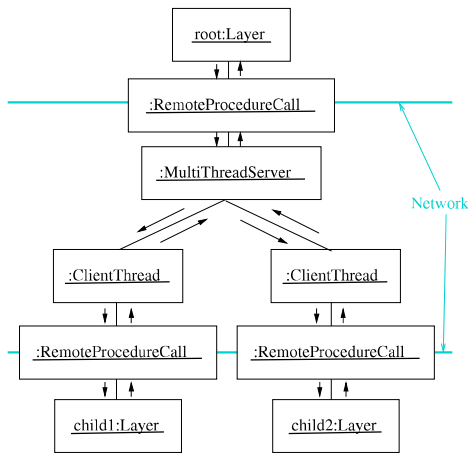 root:Layer
:RemoteProcedureCall
:MultiThreadServer
Network
:ClientThread
:ClientThread
:RemoteProcedureCall
:RemoteProcedureCall
child1:Layer
child2:Layer